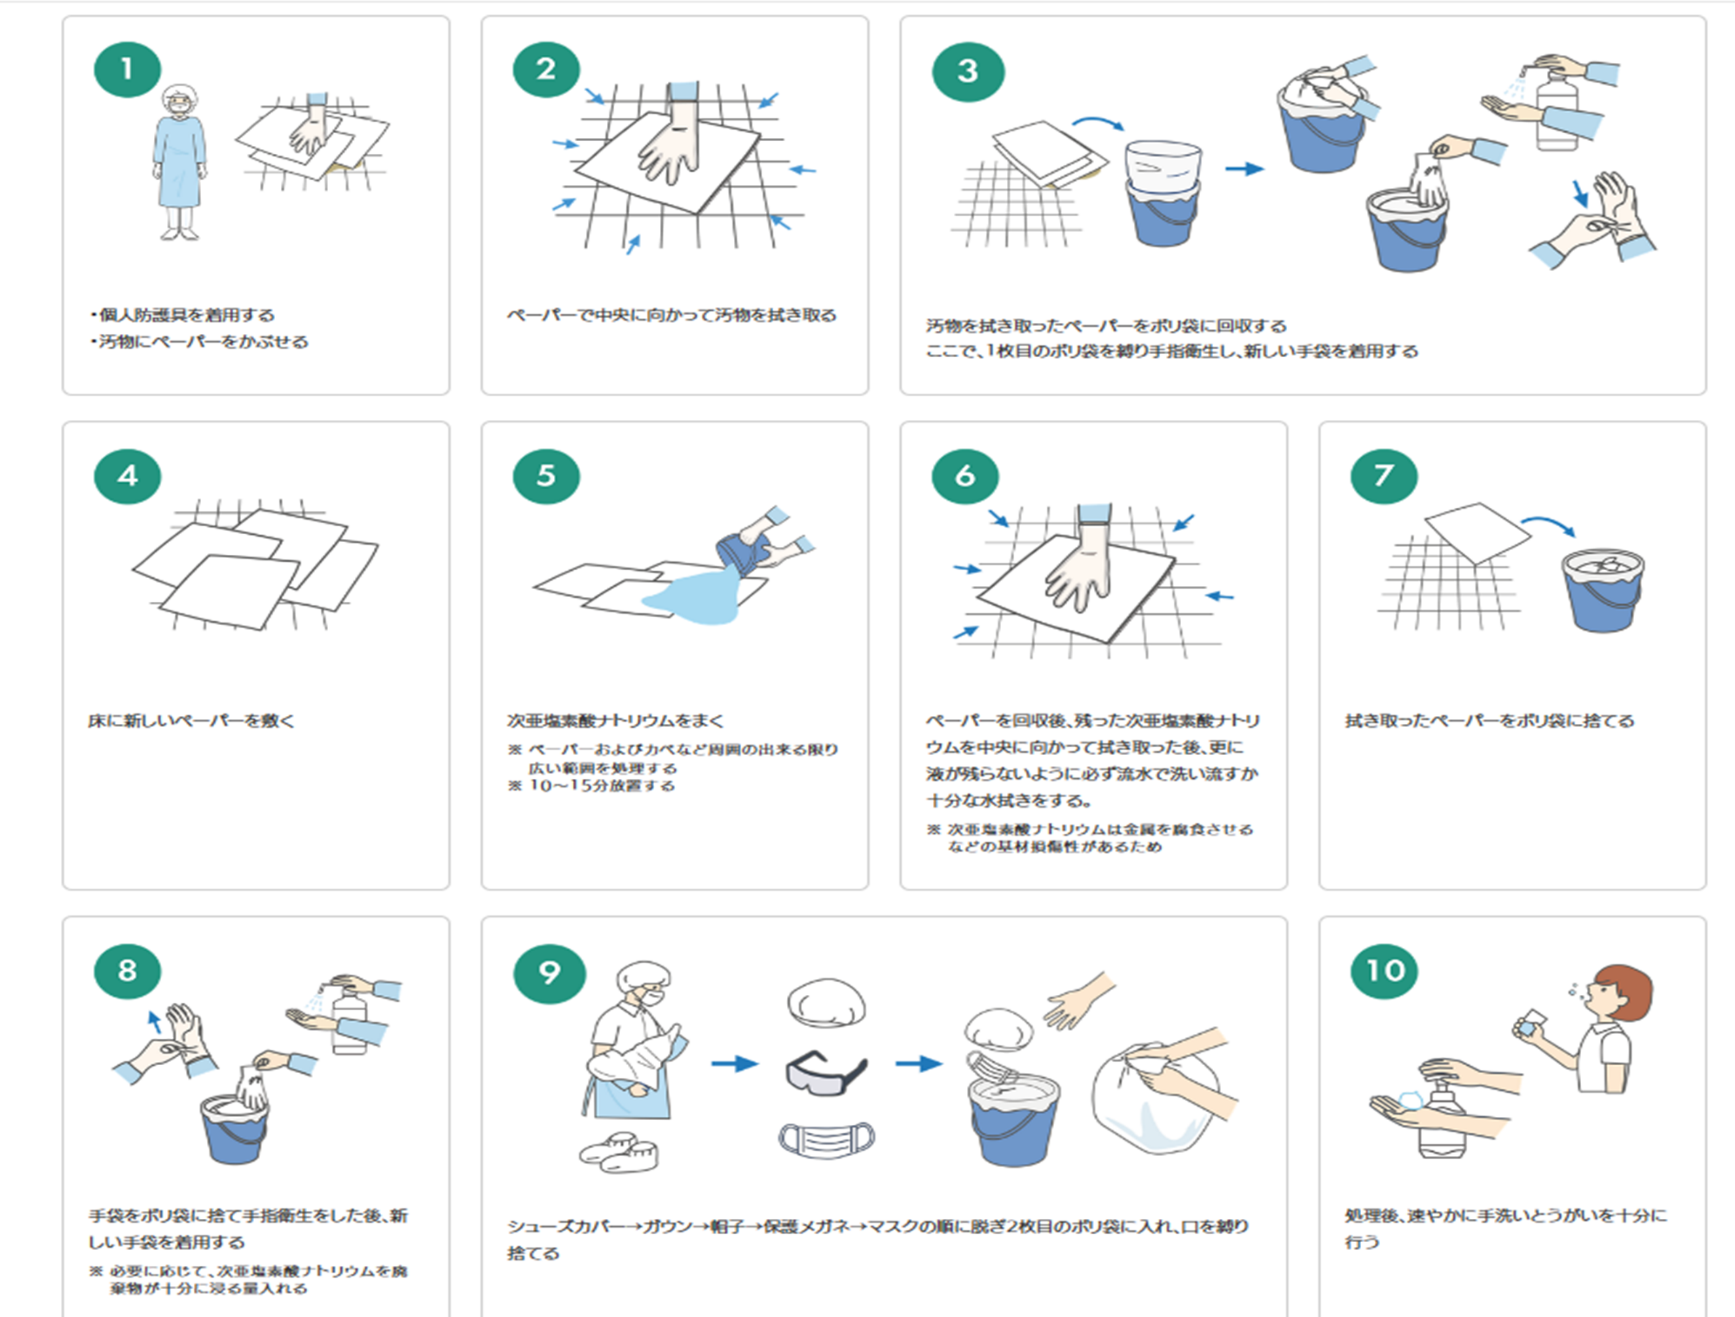 1
・個人防護具を着用する
・汚物にペーパーをかぶせる
2
ペーパーで中央に向かって汚物を拭き取る
3
汚物を拭き取ったペーパーをポリ袋に回収する
ここで、1枚目のポリ袋を縛り手指衛生し、新しい手袋を着用する
4
床に新しいペーパーを敷く
5
次亜塩素酸ナトリウムをまく
※ ペーパーおよびカベなど周囲の出来る限り
広い範囲を処理する
※ 10〜15分放置する
6
ペーパーを回収後、残った次亜塩素酸ナトリ
ウムを中央に向かって拭き取った後、更に
液が残らないように必ず流水で洗い流すか
十分な水拭きをする。
※ 次亜塩素酸ナトリウムは金属を腐食させる
などの基材損傷性があるため
7
拭き取ったペーパーをポリ袋に捨てる
8
手袋をポリ袋に捨て手指衛生をした後、新
しい手袋を着用する
※ 必要に応じて、次亜塩素酸ナトリウムを廃
棄物が十分に浸る量入れる
9
シューズカバー→ガウン→帽子→保護メガネ→マスクの順に脱ぎ2枚目のポリ袋に入れ、口を縛り
捨てる
10
処理後、速やかに手洗いとうがいを十分に
行う